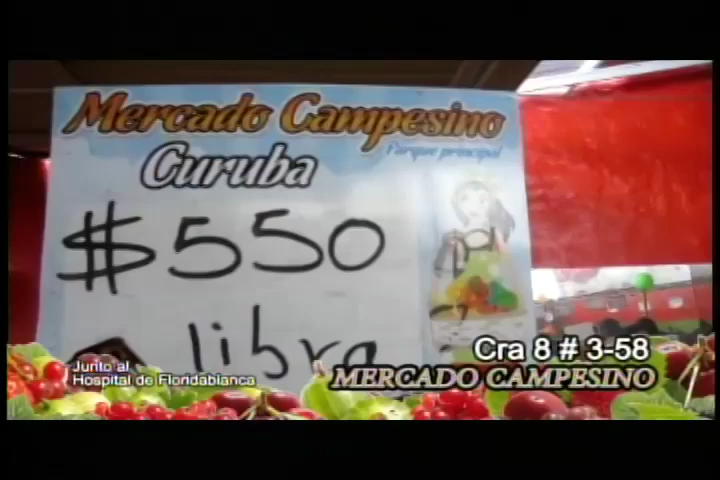 Mercado Campesino
Parque principal
Curuba
$550
libra
Cra 8 # 3-58
Junto al
Hospital de Floridablanca
MERCADO CAMPESINO